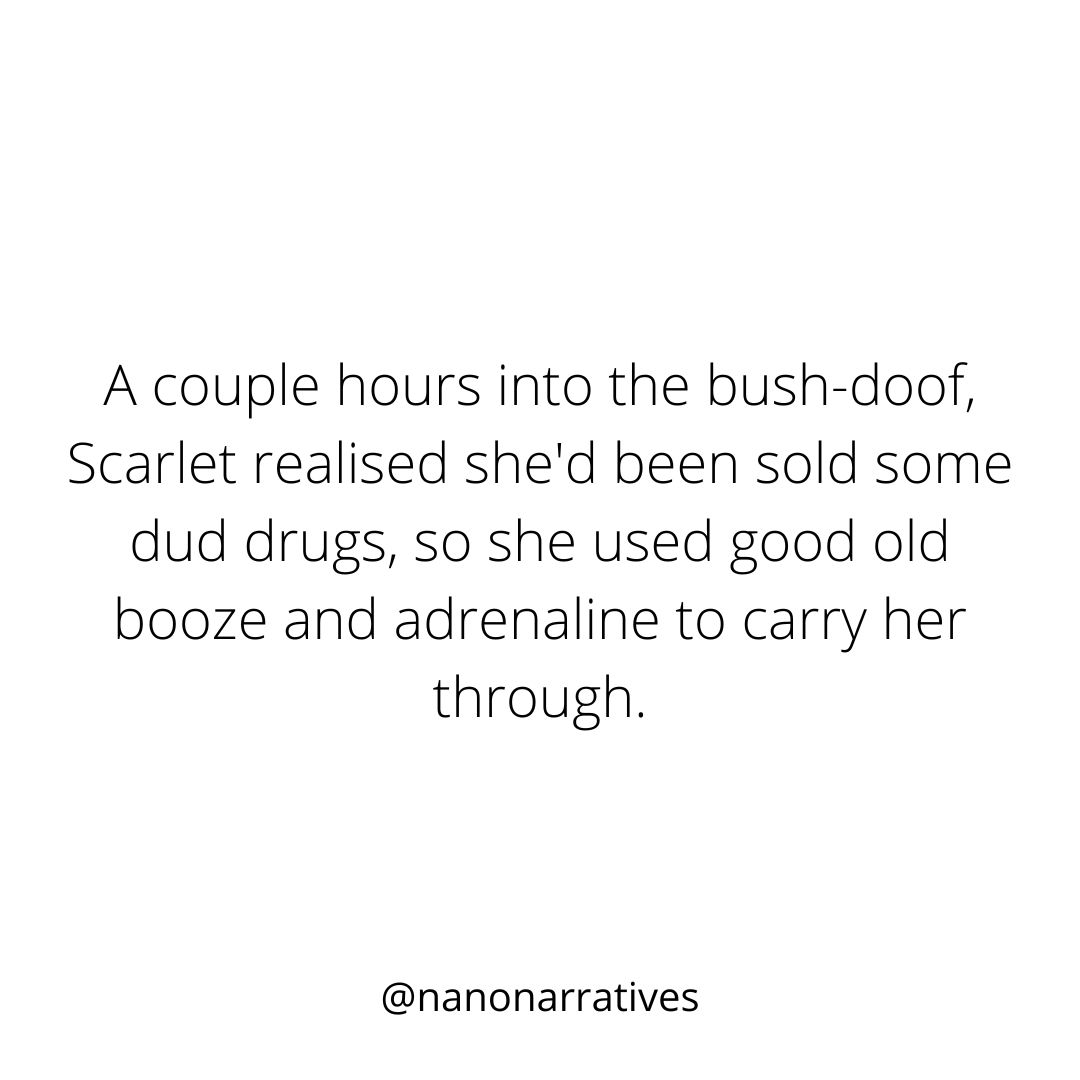 A couple hours into the bush-doof,
Scarlet realised she'd been sold some
dud drugs, so she used good old
booze and adrenaline to carry her
through.
@nanonarratives